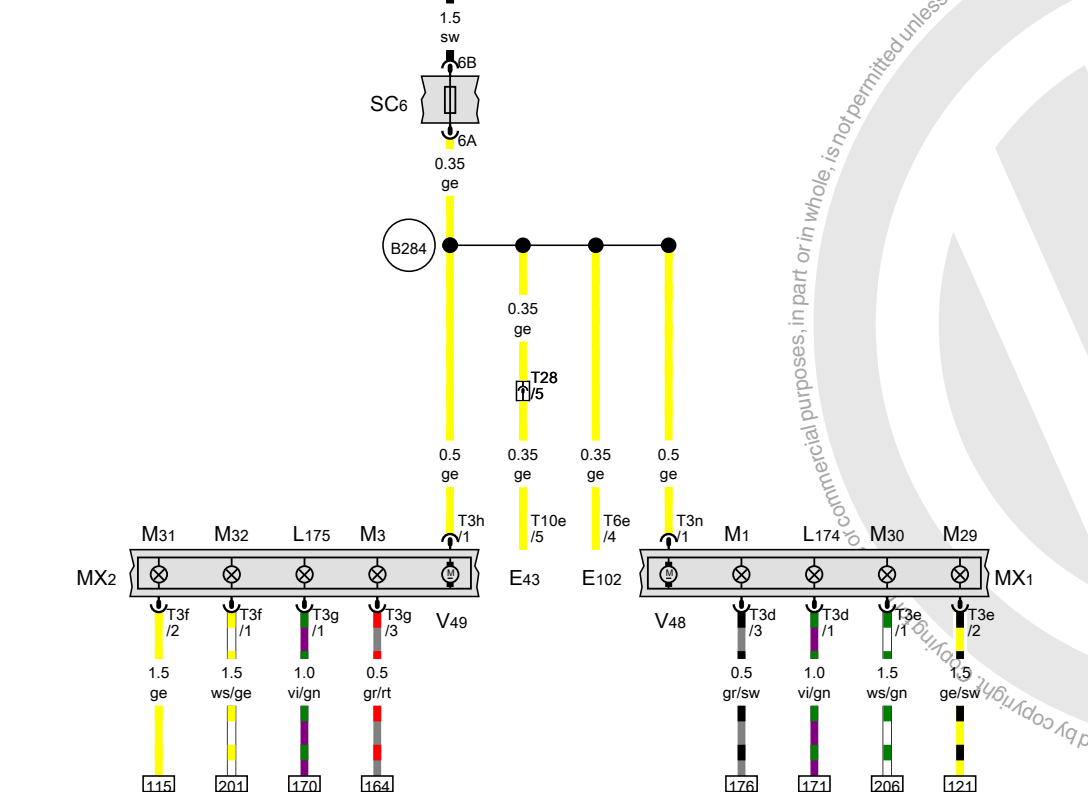 1.5
sw
6B
SC6
6A
0.35
ge
B284
0.35
ge
T28
/5
0.5 0.35 0.35 0.5
ge ge ge ge
T3h T10e T6e T3n
/1 /5 /4 /1
M31 M32 L175 M3 M1 L174 M30 M29
MX2 M E43 E102 M MX1
T3f T3f T3g T3g V49 V48 T3d T3d T3e T3e
/2 /1 /1 /3 /3 /1 /1 /2
1.5 1.5 1.0 0.5 0.5 1.0 1.5 1.5
ge ws/ge vi/gn gr/rt gr/sw vi/gn ws/gn ge/sw
115 201 170 164 176 171 206 121
or commercial purposes, in part or in whole, is not permitted unless
d by copyright. Copying